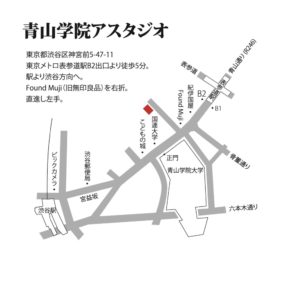 青山学院アスタジオ
東京都渋谷区神宮前5-47-11
東京メトロ表参道駅B2出口より徒歩5分。
駅より渋谷方向へ。
Found Muji（旧無印良品）を右折。
直進し左手。
青山通り(R246)
表参道
表参道駅
B2
B1
紀伊国屋
Found Muji
国連大学
こどもの城
骨董通り
正門
青山学院大学
渋谷郵便局
ビックカメラ
宮益坂
渋谷駅
六本木通り